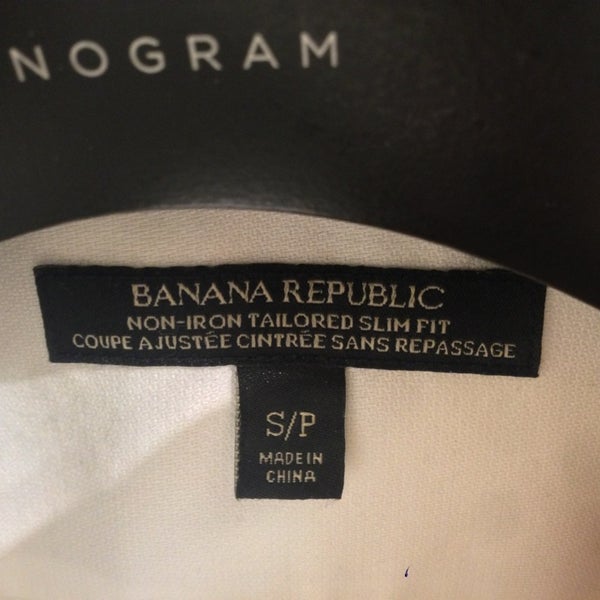 NOGRAM
BANANA REPUBLIC
NON-IRON TAILORED SLIM FIT
COUPE AJUSTÉE CINTRÉE SANS REPASSAGE
S/P
MADE IN
CHINA